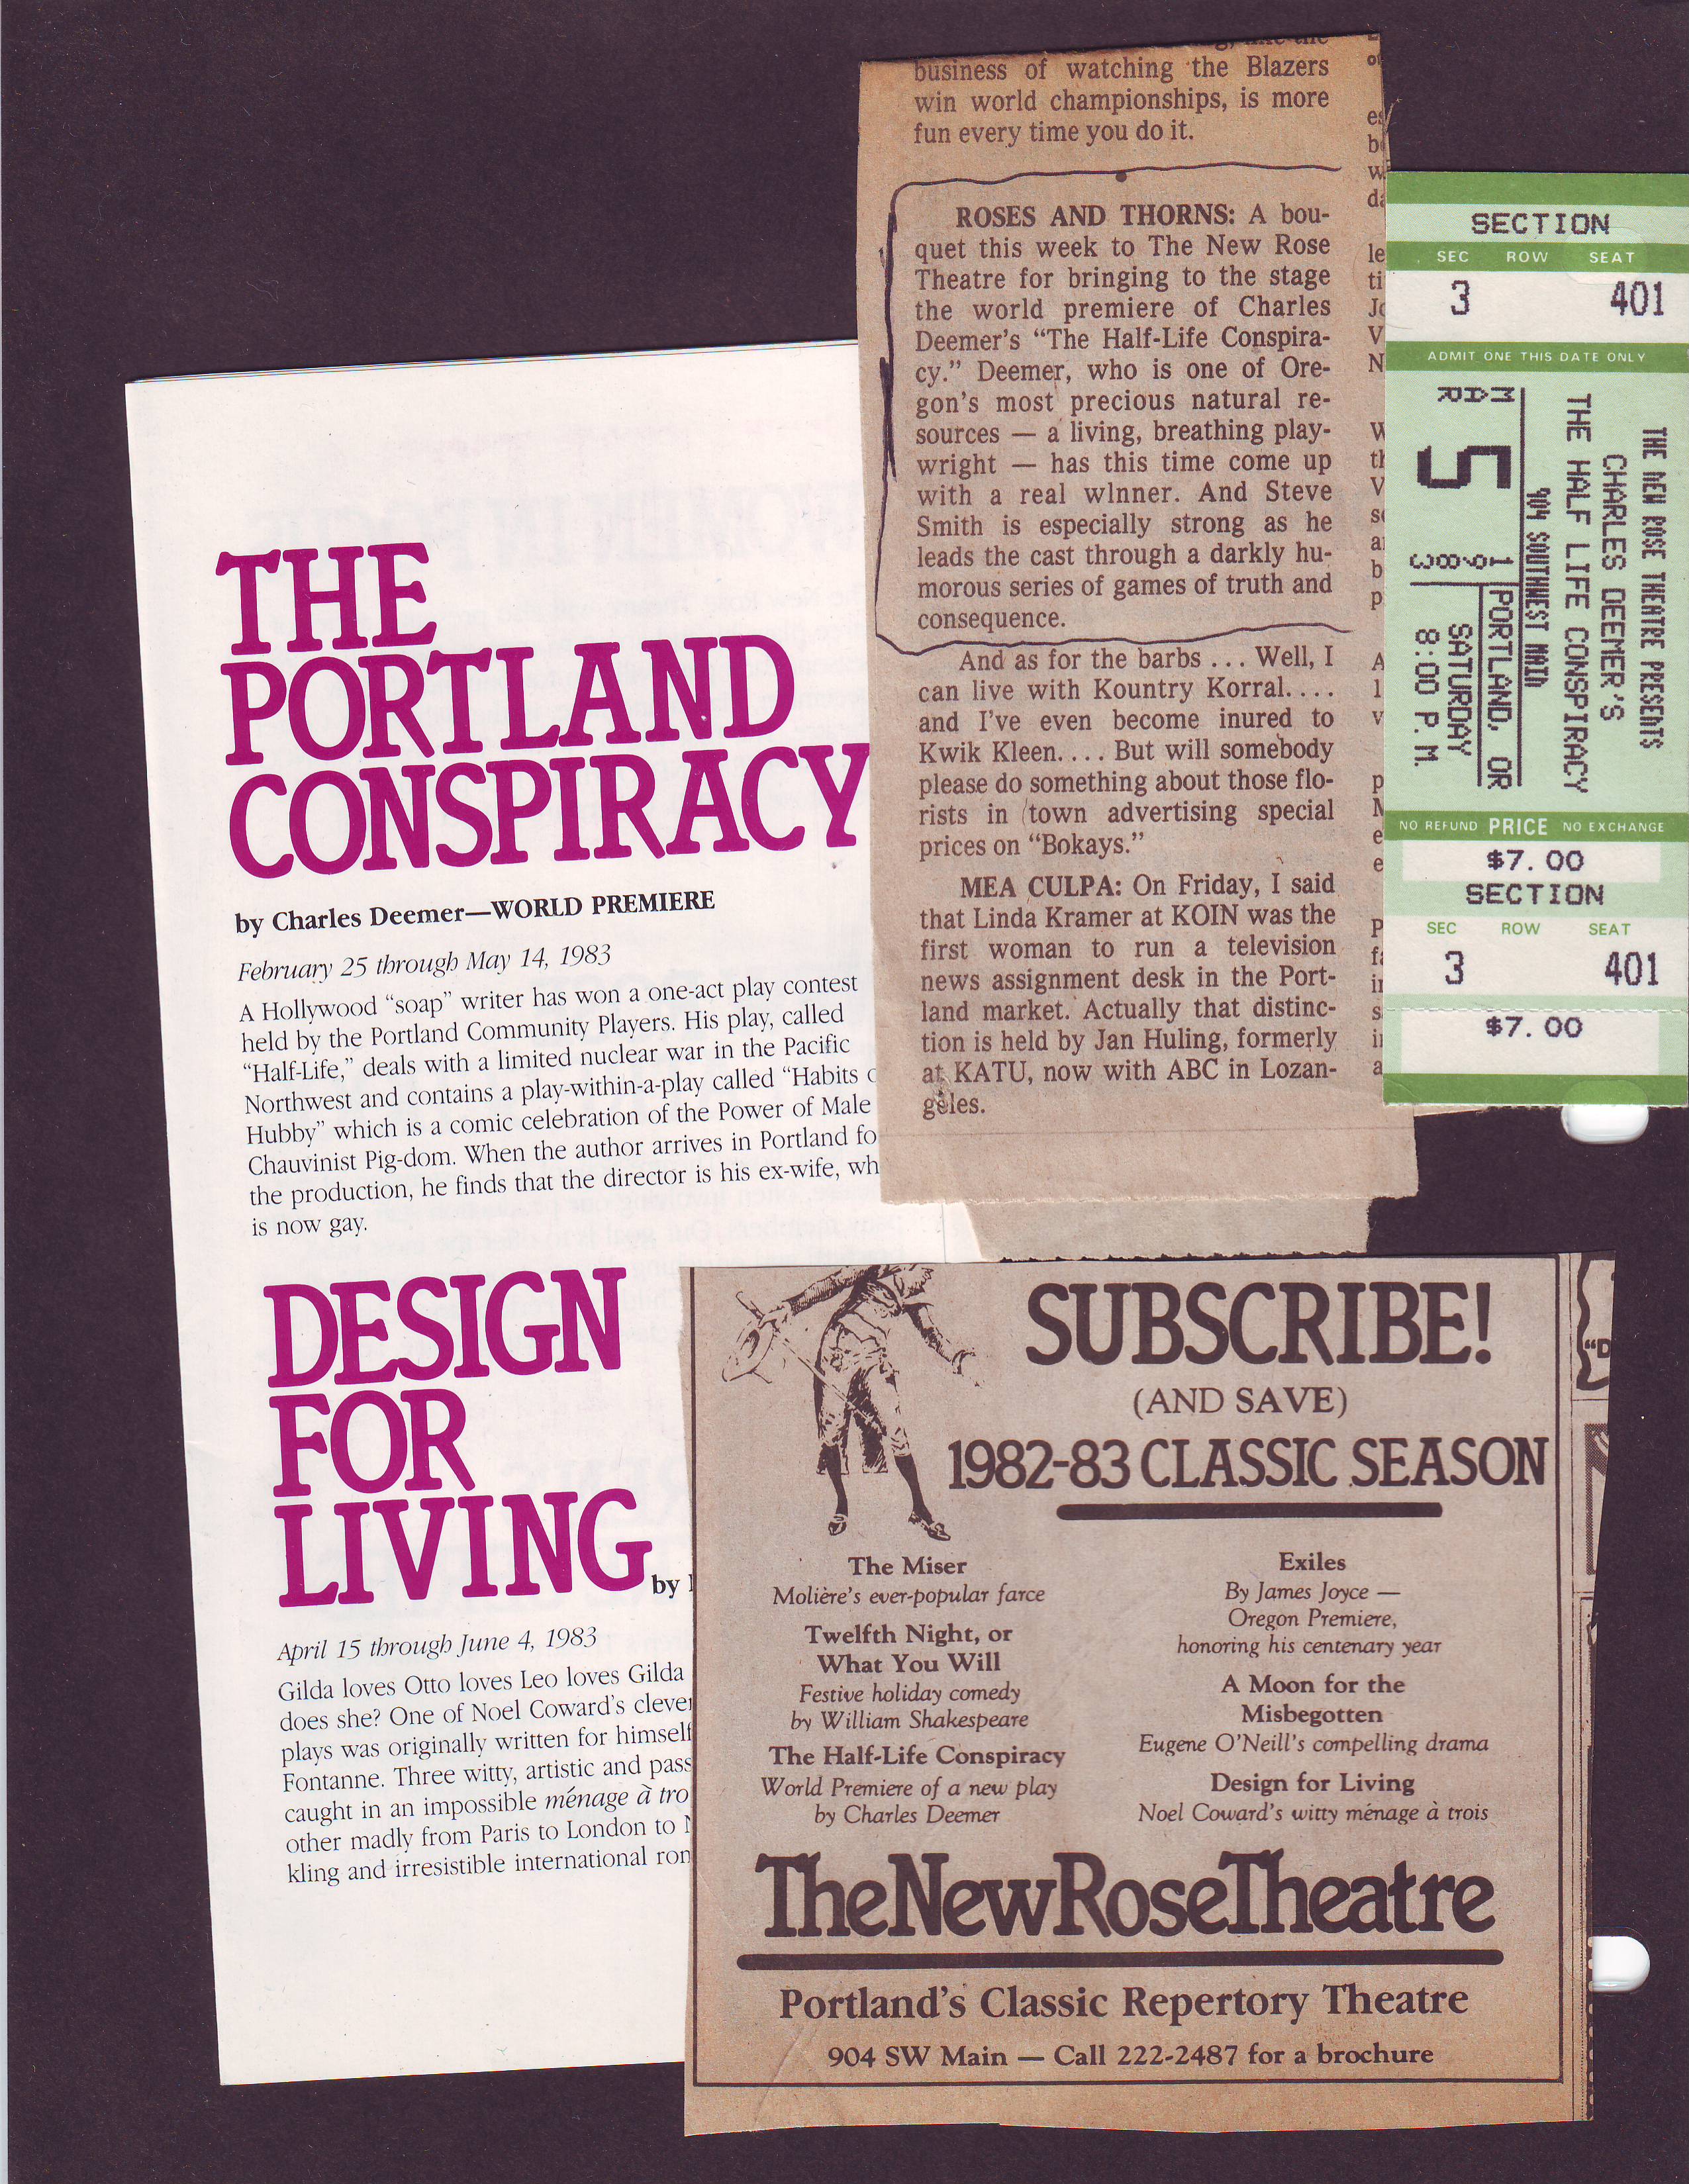 THE
PORTLAND
CONSPIRACY
by Charles Deemer—WORLD PREMIERE
February 25 through May 14, 1983
A Hollywood “soap” writer has won a one-act play contest
held by the Portland Community Players. His play, called
“Half-Life,” deals with a limited nuclear war in the Pacific
Northwest and contains a play-within-a-play called “Habits
Hubby” which is a comic celebration of the Power of Male
Chauvinist Pig-dom. When the author arrives in Portland fo
the production, he finds that the director is his ex-wife, wh
is now gay.
DESIGN
FOR
LIVING
by
April 15 through June 4, 1983
Gilda loves Otto loves Leo loves Gilda
does she? One of Noel Coward’s clever
plays was originally written for himself
Fontanne. Three witty, artistic and pass
caught in an impossible ménage à tro
other madly from Paris to London to
kling and irresistible international ron
business of watching the Blazers
win world championships, is more
fun every time you do it.
ROSES AND THORNS: A bou-
quet this week to The New Rose
Theatre for bringing to the stage
the world premiere of Charles
Deemer’s “The Half-Life Conspira-
cy.” Deemer, who is one of Ore-
gon’s most precious natural re-
sources — a living, breathing play-
wright — has this time come up
with a real wlnner. And Steve
Smith is especially strong as he
leads the cast through a darkly hu-
morous series of games of truth and
consequence.
And as for the barbs ... Well, I
can live with Kountry Korral. . . .
and I’ve even become inured to
Kwik Kleen. . . . But will somebody
please do something about those flo-
rists in town advertising special
prices on “Bokays.”
MEA CULPA: On Friday, I said
that Linda Kramer at KOIN was the
first woman to run a television
news assignment desk in the Port-
land market. Actually that distinc-
tion is held by Jan Huling, formerly
at KATU, now with ABC in Lozan-
geles.
SECTION
SEC ROW SEAT
3 401
ADMIT ONE THIS DATE ONLY
THE NEW ROSE THEATRE PRESENTS
CHARLES DEEMER'S
THE HALF LIFE CONSPIRACY
904 SOUTHWEST MAIN
PORTLAND, OR
MAR 5 1983
SATURDAY
8:00 P.M.
NO REFUND PRICE NO EXCHANGE
$7.00
SECTION
SEC ROW SEAT
3 401
$7.00
SUBSCRIBE!
(AND SAVE)
1982-83 CLASSIC SEASON
The Miser
Molière’s ever-popular farce
Twelfth Night, or
What You Will
Festive holiday comedy
by William Shakespeare
The Half-Life Conspiracy
World Premiere of a new play
by Charles Deemer
Exiles
By James Joyce —
Oregon Premiere,
honoring his centenary year
A Moon for the
Misbegotten
Eugene O’Neill’s compelling drama
Design for Living
Noel Coward’s witty ménage à trois
TheNewRoseTheatre
Portland’s Classic Repertory Theatre
904 SW Main — Call 222-2487 for a brochure